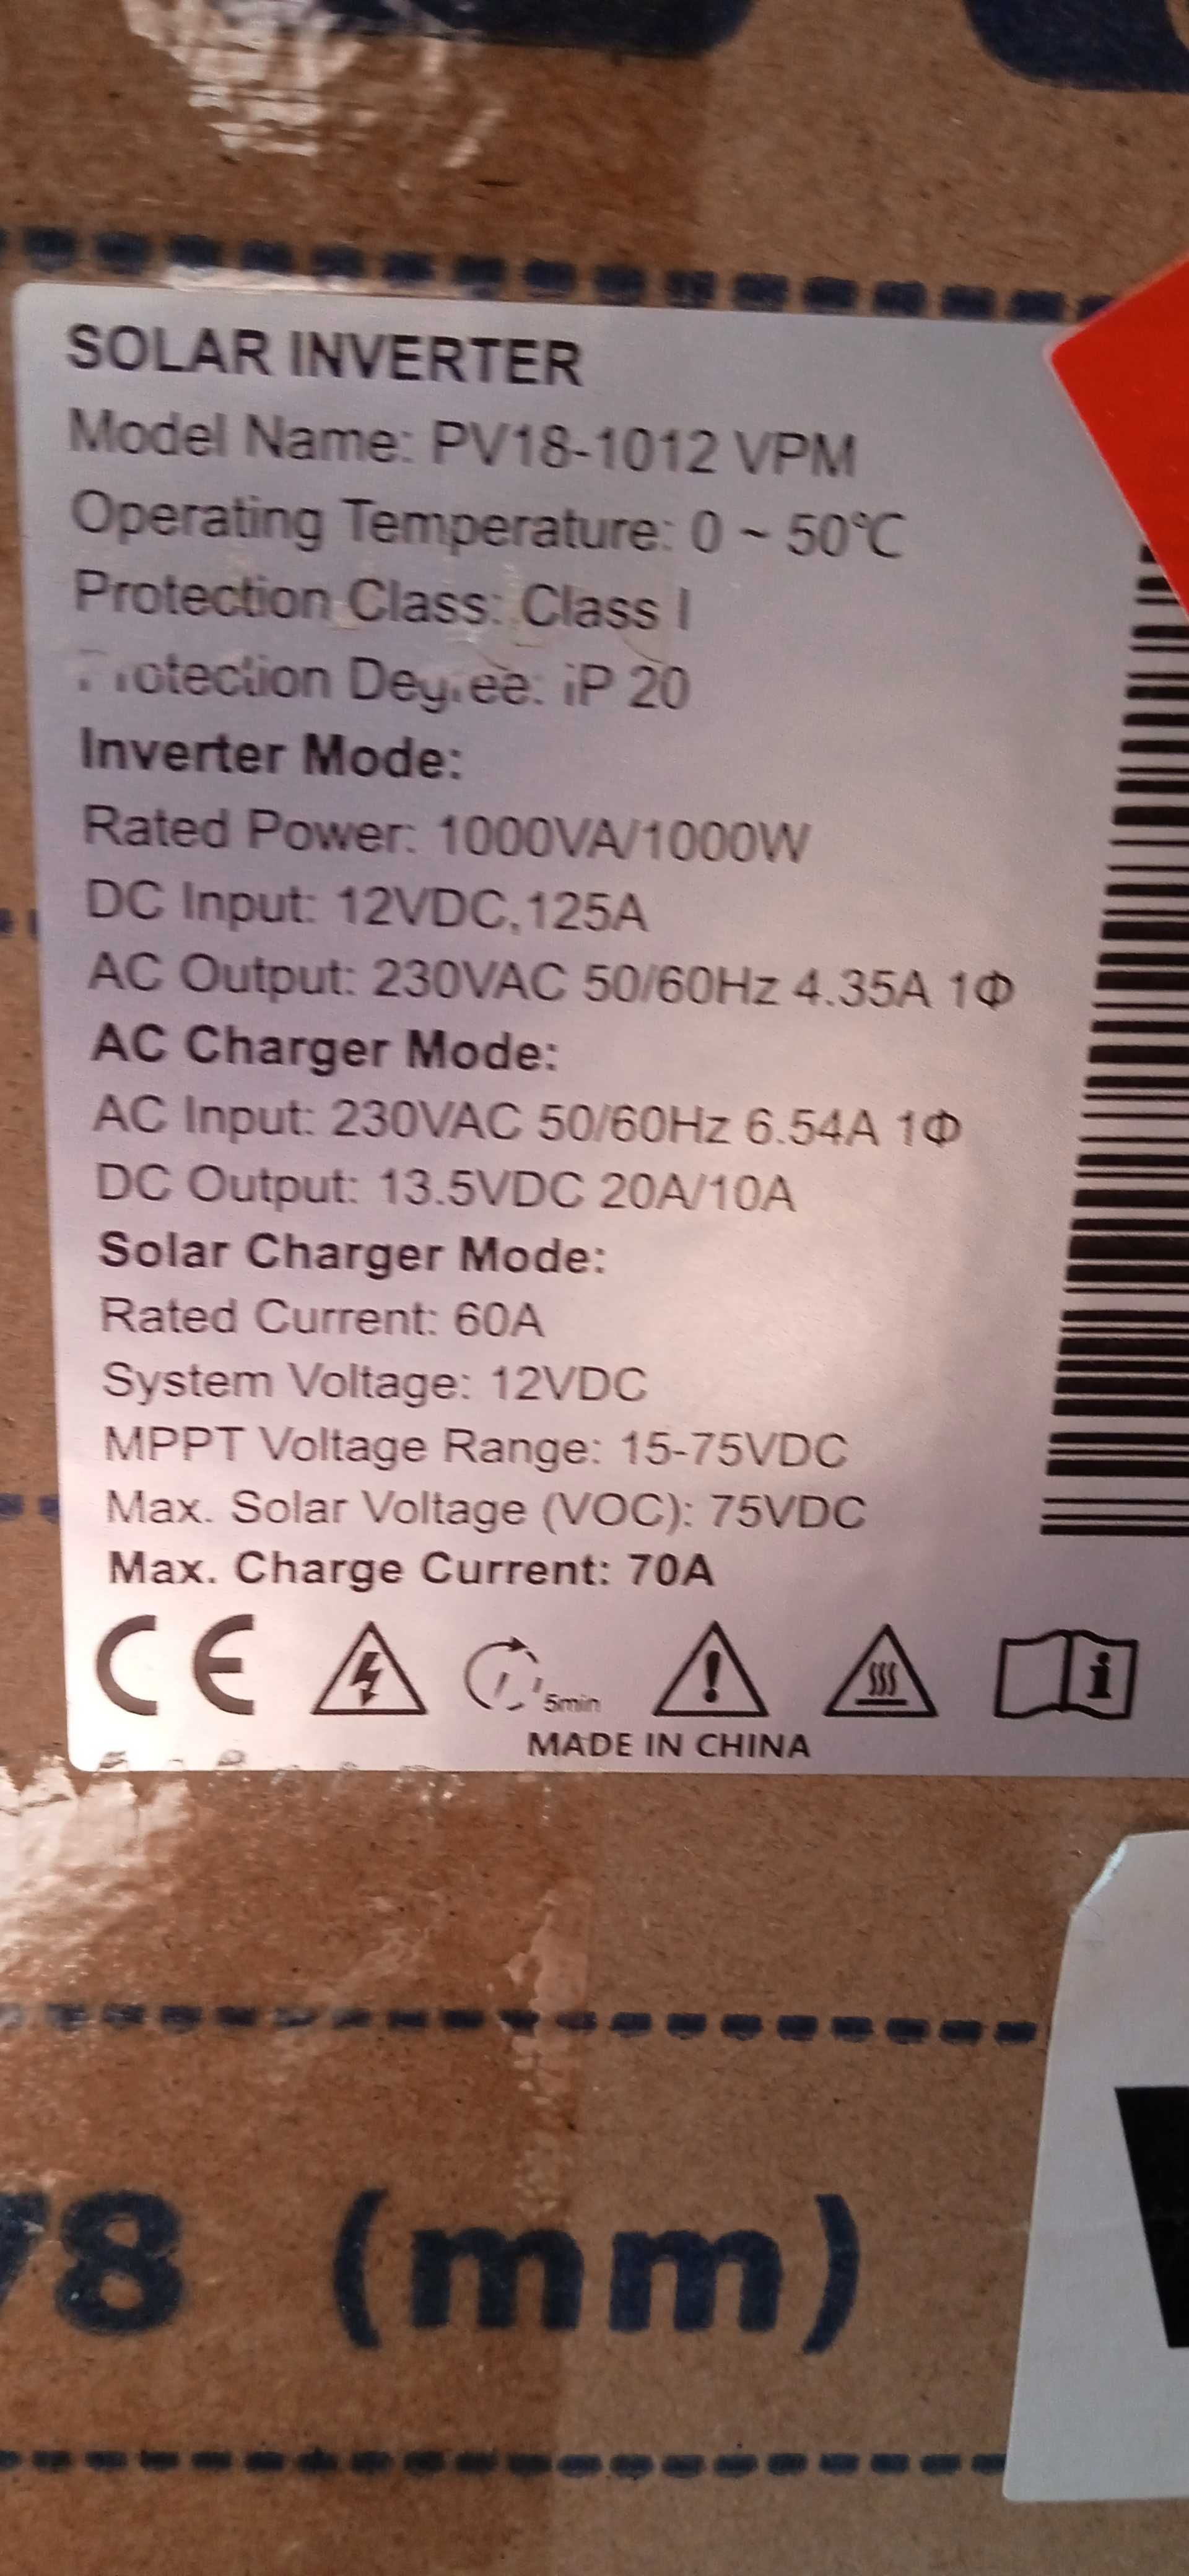 SOLAR INVERTER
Model Name: PV18-1012 VPM
Operating Temperature: 0 ~ 50℃
Protection Class: Class I
Protection Degree: IP 20
Inverter Mode:
Rated Power: 1000VA/1000W
DC Input: 12VDC,125A
AC Output: 230VAC 50/60Hz 4.35A 1Φ
AC Charger Mode:
AC Input: 230VAC 50/60Hz 6.54A 1Φ
DC Output: 13.5VDC 20A/10A
Solar Charger Mode:
Rated Current: 60A
System Voltage: 12VDC
MPPT Voltage Range: 15-75VDC
Max. Solar Voltage (VOC): 75VDC
Max. Charge Current: 70A
CE 5min
MADE IN CHINA
78 (mm)